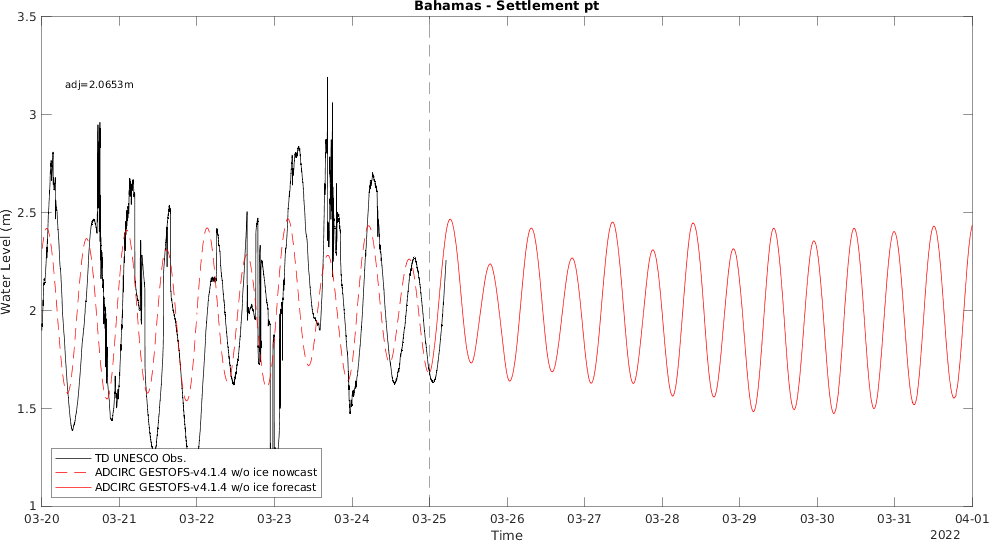 Bahamas - Settlement pt
3.5
3
2.5
2
1.5
1
Water Level (m)
adj=2.0653m
TD UNESCO Obs.
ADCIRC GESTOFS-v4.1.4 w/o ice nowcast
ADCIRC GESTOFS-v4.1.4 w/o ice forecast
03-20 03-21 03-22 03-23 03-24 03-25 03-26 03-27 03-28 03-29 03-30 03-31 04-01
Time
2022